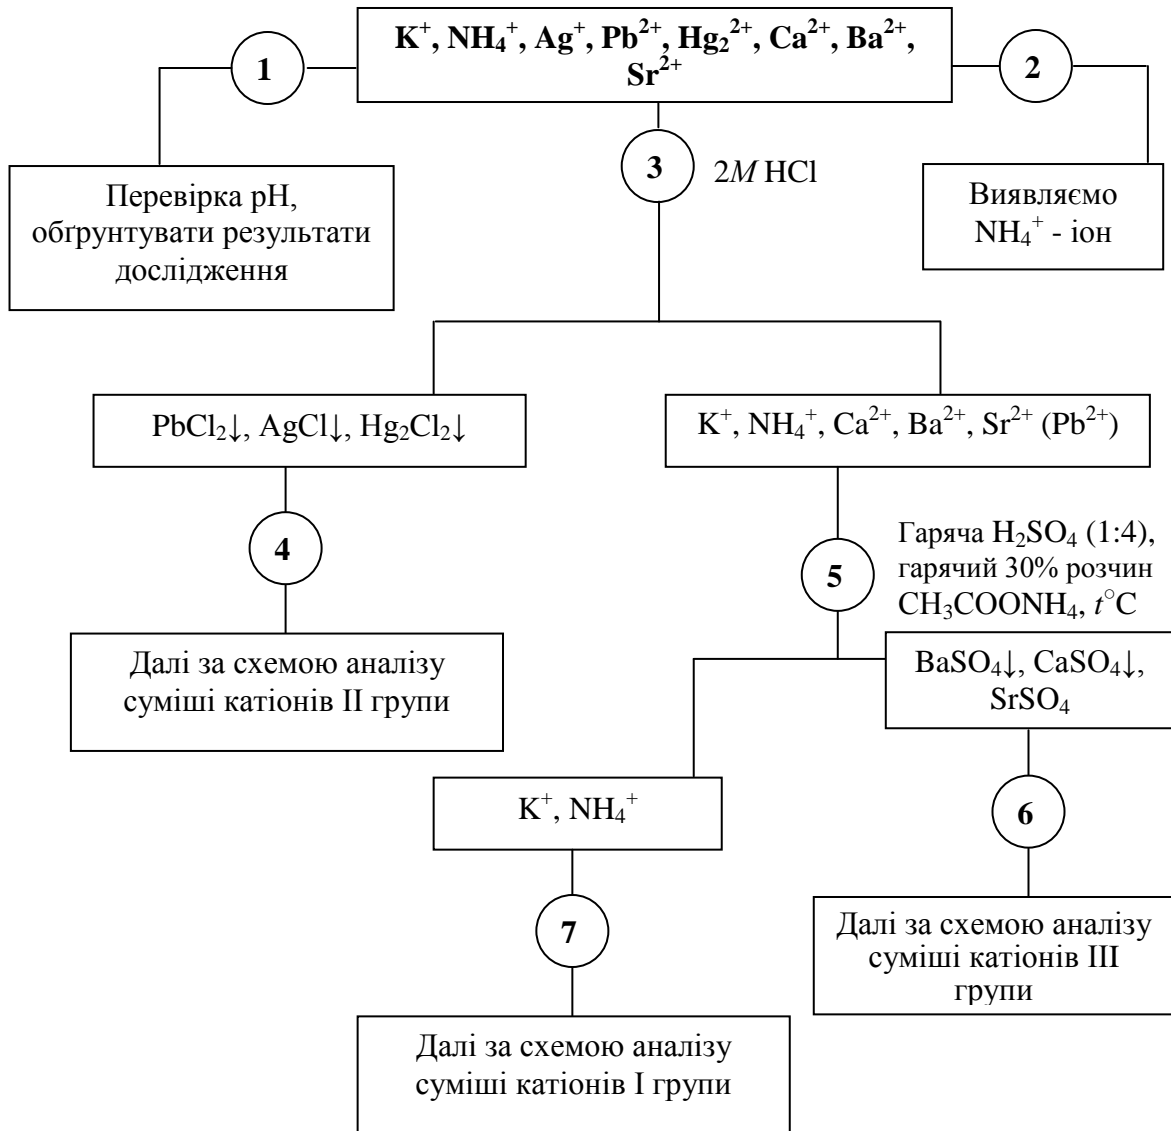 K⁺, NH₄⁺, Ag⁺, Pb²⁺, Hg₂²⁺, Ca²⁺, Ba²⁺,
Sr²⁺
1
2
3
2M HCl
Перевірка pH,
обґрунтувати результати
дослідження
Виявляємо
NH₄⁺ - іон
PbCl₂↓, AgCl↓, Hg₂Cl₂↓
K⁺, NH₄⁺, Ca²⁺, Ba²⁺, Sr²⁺ (Pb²⁺)
4
5
Гаряча H₂SO₄ (1:4),
гарячий 30% розчин
CH₃COONH₄, t°C
Далі за схемою аналізу
суміші катіонів II групи
BaSO₄↓, CaSO₄↓,
SrSO₄
K⁺, NH₄⁺
6
7
Далі за схемою аналізу
суміші катіонів III
групи
Далі за схемою аналізу
суміші катіонів I групи